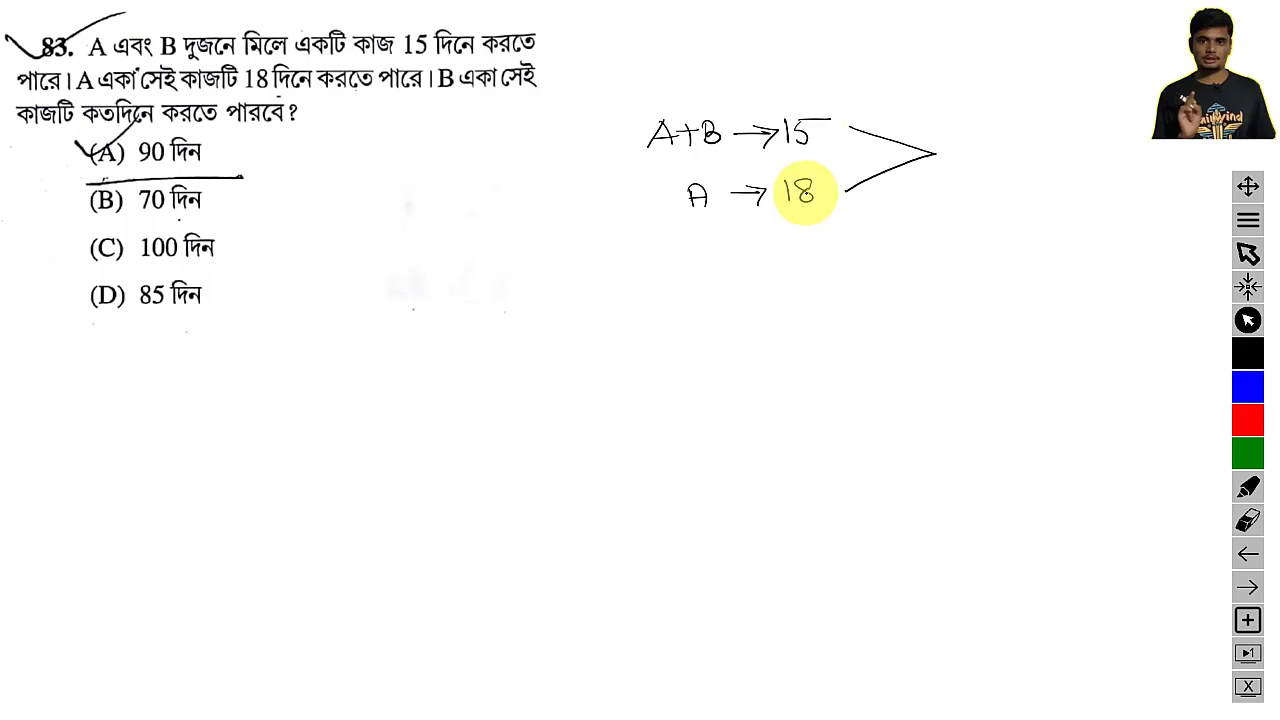 83. A এবং B দুজনে মিলে একটি কাজ 15 দিনে করতে
পারে। A একা সেই কাজটি 18 দিনে করতে পারে। B একা সেই
কাজটি কতদিনে করতে পারবে?
(A) 90 দিন
(B) 70 দিন
(C) 100 দিন
(D) 85 দিন
A+B → 15
A → 18